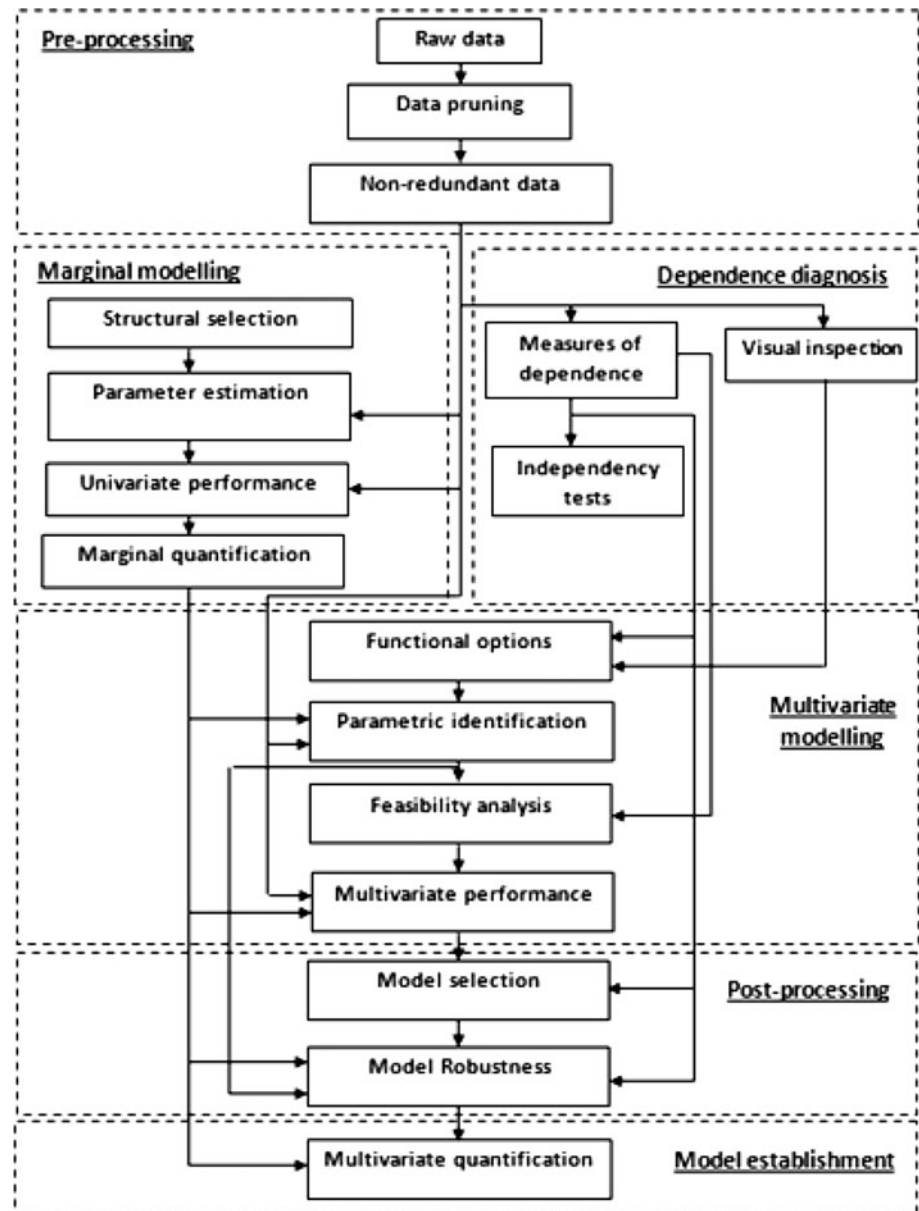 Pre-processing
Raw data
Data pruning
Non-redundant data
Marginal modelling
Structural selection
Parameter estimation
Univariate performance
Marginal quantification
Dependence diagnosis
Measures of
dependence
Visual inspection
Independency
tests
Functional options
Parametric identification
Multivariate
modelling
Feasibility analysis
Multivariate performance
Model selection
Post-processing
Model Robustness
Multivariate quantification
Model establishment